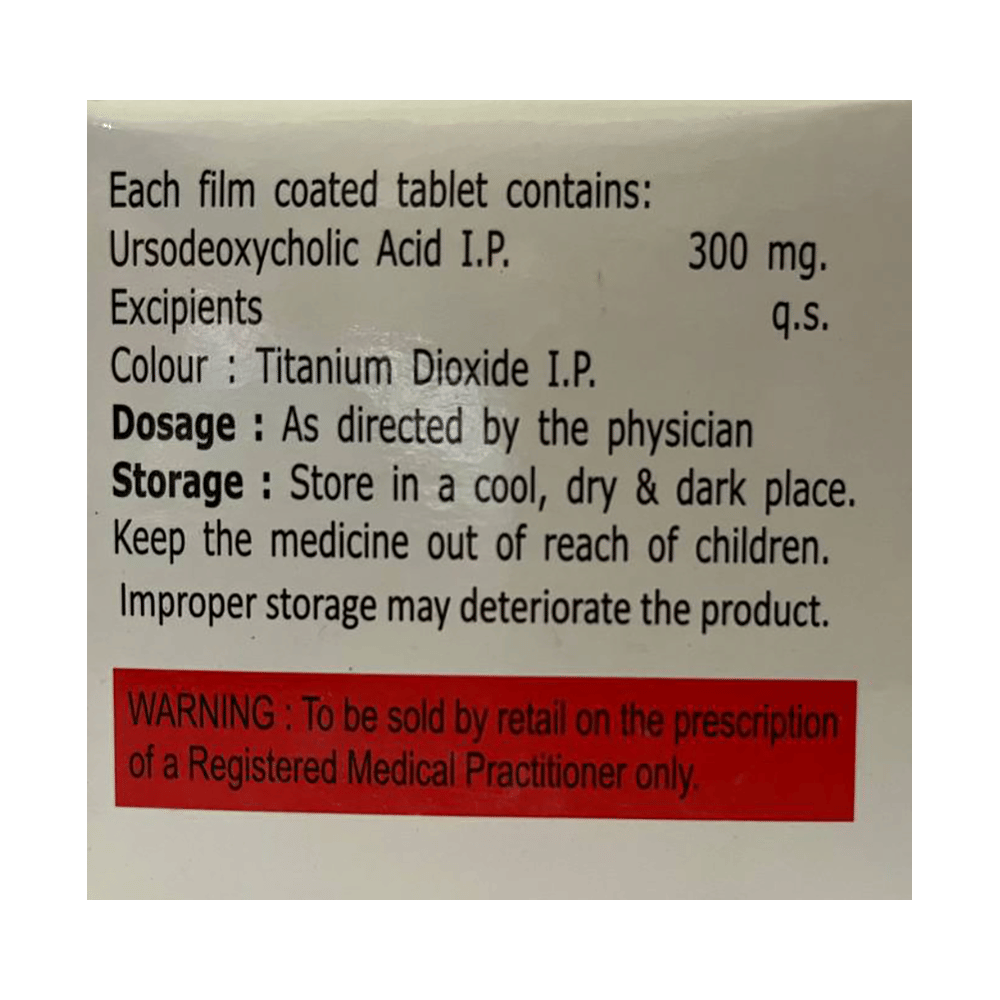 Each film coated tablet contains:
Ursodeoxycholic Acid I.P. 300 mg.
Excipients q.s.
Colour : Titanium Dioxide I.P.
Dosage : As directed by the physician
Storage : Store in a cool, dry & dark place.
Keep the medicine out of reach of children.
Improper storage may deteriorate the product.
WARNING : To be sold by retail on the prescription
of a Registered Medical Practitioner only.